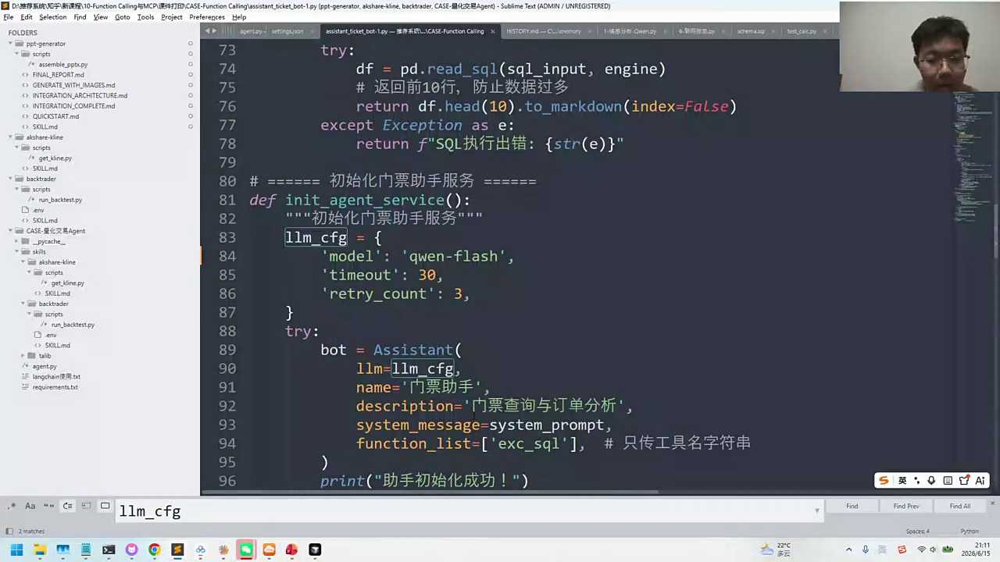 D:\推荐系统\知乎\新课程\10-Function Calling与MCP\课件打印\CASE-Function Calling\assistant_ticket_bot-1.py (ppt-generator, akshare-kline, backtrader, CASE-量化交易Agent) - Sublime Text (ADMIN / UNREGISTERED)
File Edit Selection Find View Goto Tools Project Preferences Help
agent.py settings.json assistant_ticket_bot-1.py — 推荐系统\...\CASE-Function Calling HISTORY.md — C:\...\memory 1-情感分析-Qwen.py schema.sql test_calc.py
FOLDERS
ppt-generator
scripts
assemble_pptx.py
FINAL_REPORT.md
GENERATE_WITH_IMAGES.md
INTEGRATION_ARCHITECTURE.md
INTEGRATION_COMPLETE.md
QUICKSTART.md
SKILL.md
akshare-kline
scripts
get_kline.py
SKILL.md
backtrader
scripts
run_backtest.py
.env
SKILL.md
CASE-量化交易Agent
__pycache__
skills
akshare-kline
scripts
get_kline.py
SKILL.md
backtrader
scripts
run_backtest.py
.env
SKILL.md
talib
agent.py
langchain使用.txt
requirements.txt
73 try:
74 df = pd.read_sql(sql_input, engine)
75 # 返回前10行，防止数据过多
76 return df.head(10).to_markdown(index=False)
77 except Exception as e:
78 return f"SQL执行出错: {str(e)}"
79
80 # ====== 初始化门票助手服务 ======
81 def init_agent_service():
82 """初始化门票助手服务"""
83 llm_cfg = {
84 'model': 'qwen-flash',
85 'timeout': 30,
86 'retry_count': 3,
87 }
88 try:
89 bot = Assistant(
90 llm=llm_cfg,
91 name='门票助手',
92 description='门票查询与订单分析',
93 system_message=system_prompt,
94 function_list=['exc_sql'], # 只传工具名字符串
95 )
96 print("助手初始化成功！")
英
Ai
.* Aa “” llm_cfg Find Find Prev Find All
2 matches Spaces: 4 Python
22°C
多云
21:11
2026/6/15